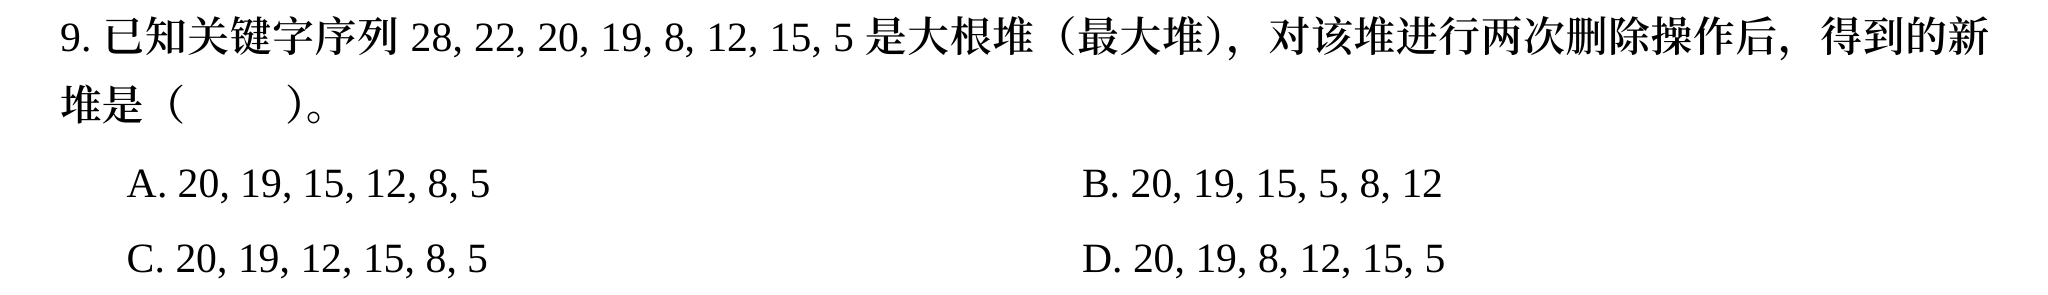 9. 已知关键字序列 28, 22, 20, 19, 8, 12, 15, 5 是大根堆（最大堆），对该堆进行两次删除操作后，得到的新
堆是（　　）。
A. 20, 19, 15, 12, 8, 5
B. 20, 19, 15, 5, 8, 12
C. 20, 19, 12, 15, 8, 5
D. 20, 19, 8, 12, 15, 5